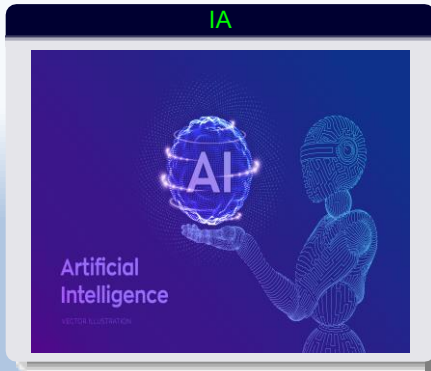 IA
AI
Artificial
Intelligence
VECTOR ILLUSTRATION